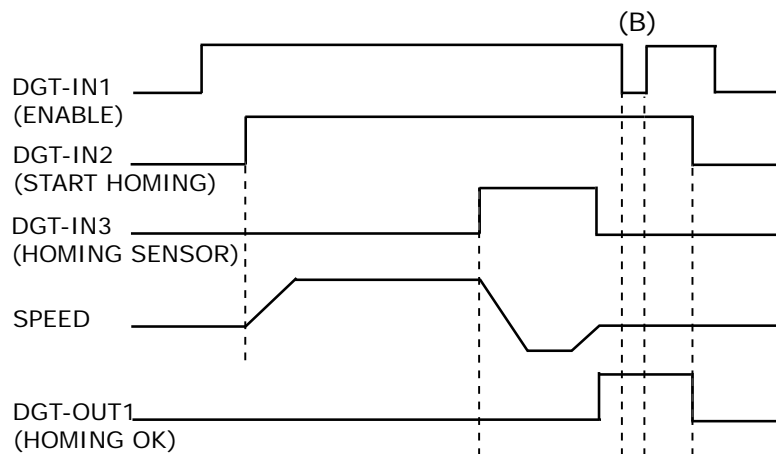 (B)
DGT-IN1
(ENABLE)
DGT-IN2
(START HOMING)
DGT-IN3
(HOMING SENSOR)
SPEED
DGT-OUT1
(HOMING OK)